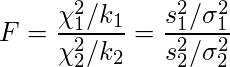 F = \frac{\chi_1^2/k_1}{\chi_2^2/k_2} = \frac{s_1^2/\sigma_1^2}{s_2^2/\sigma_2^2}